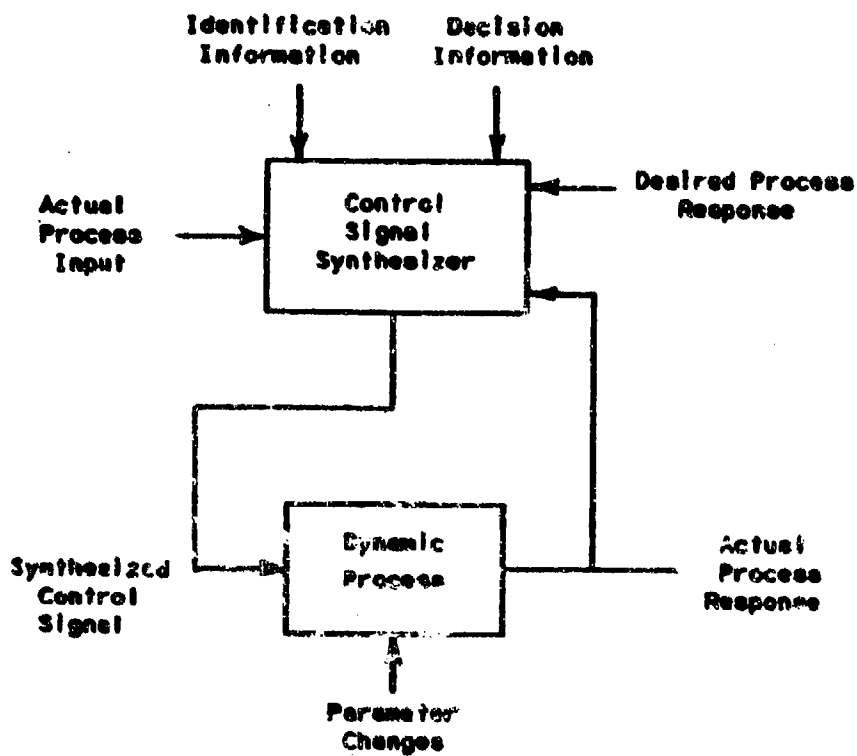 Identification
Information
Decision
Information
Actual
Process
Input
Control
Signal
Synthesizer
Desired Process
Response
Synthesized
Control
Signal
Dynamic
Process
Actual
Process
Response
Parameter
Changes